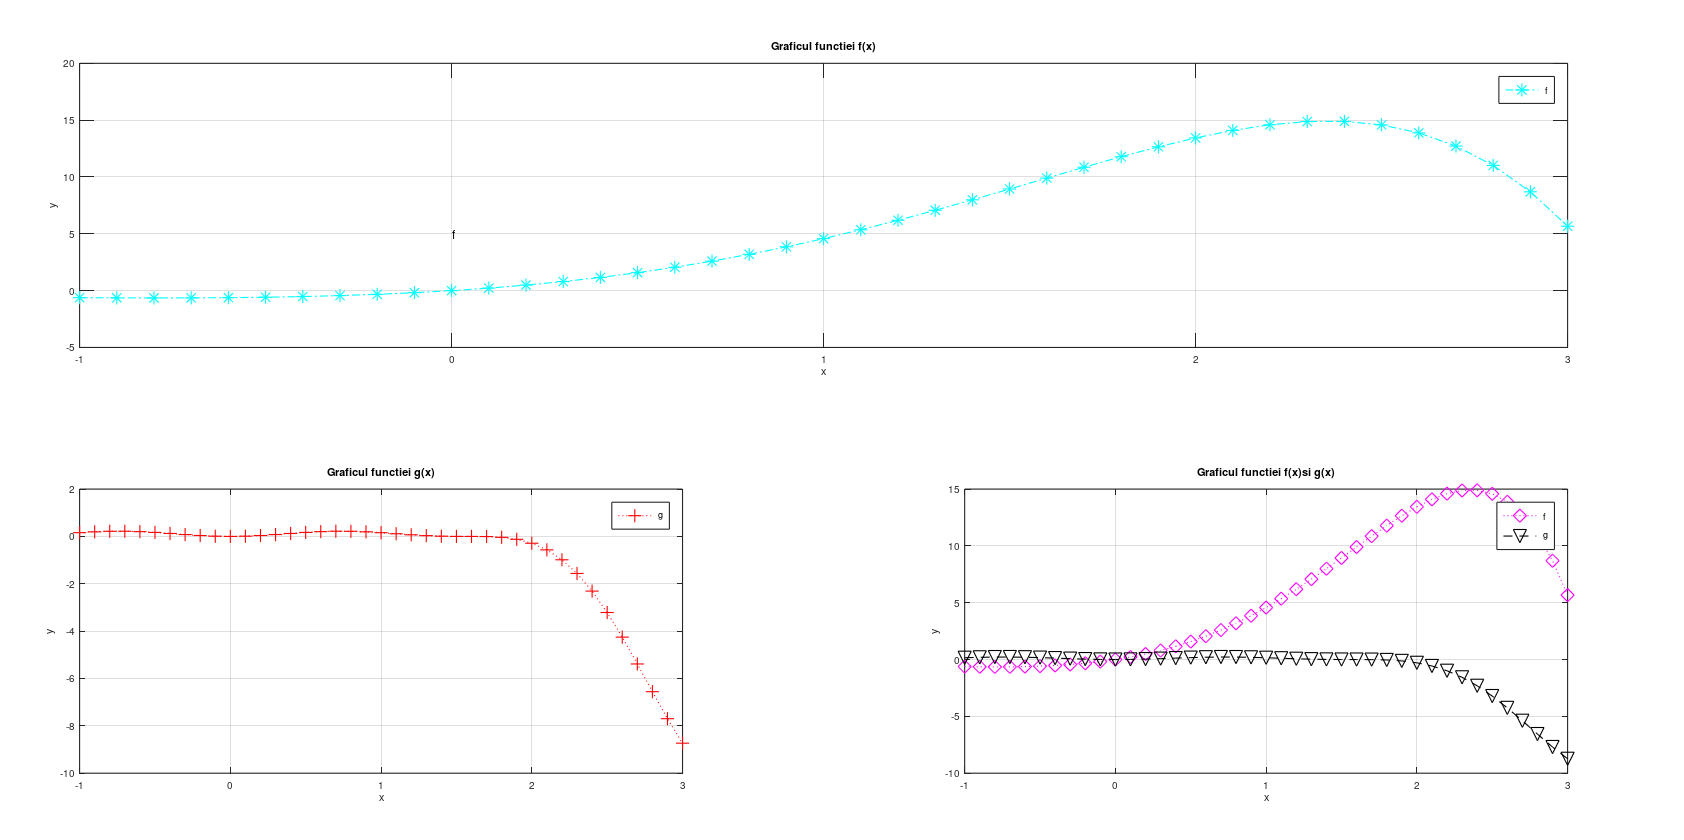 Graficul functiei f(x)
20
15
10
5
0
-5
y
f
f
-1 0 1 2 3
x
Graficul functiei g(x)
2
0
-2
-4
-6
-8
-10
y
g
-1 0 1 2 3
x
Graficul functiei f(x)si g(x)
15
10
5
0
-5
-10
y
f
g
-1 0 1 2 3
x